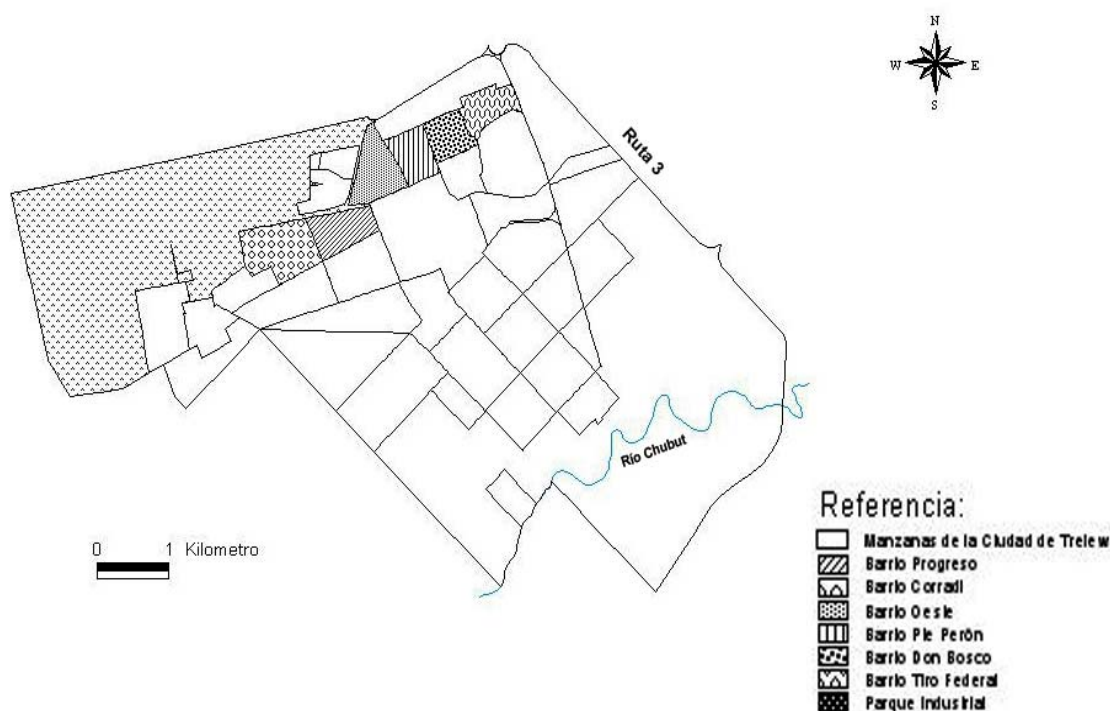 N
W E
S
Ruta 3
Río Chubut
0 1 Kilometro
Referencia:
Manzanas de la Ciudad de Trelew
Barrio Progreso
Barrio Corradi
Barrio Oeste
Barrio Pte Perón
Barrio Don Bosco
Barrio Tiro Federal
Parque Industrial